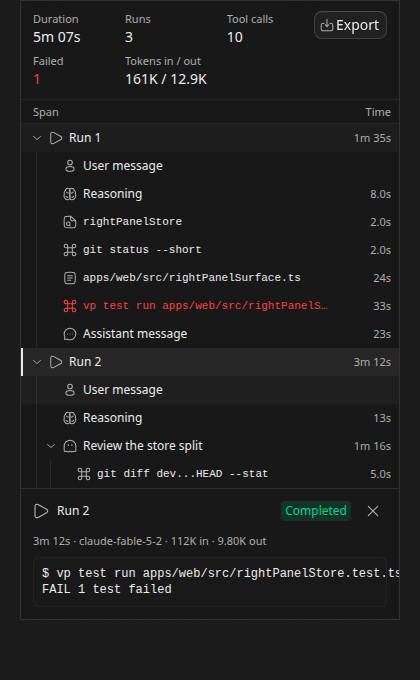 Duration Runs Tool calls Export
5m 07s 3 10
Failed Tokens in / out
1 161K / 12.9K
Span Time
Run 1 1m 35s
User message
Reasoning 8.0s
rightPanelStore 2.0s
git status --short 2.0s
apps/web/src/rightPanelSurface.ts 24s
vp test run apps/web/src/rightPanelS… 33s
Assistant message 23s
Run 2 3m 12s
User message
Reasoning 13s
Review the store split 1m 16s
git diff dev...HEAD --stat 5.0s
Run 2 Completed
3m 12s · claude-fable-5-2 · 112K in · 9.80K out
$ vp test run apps/web/src/rightPanelStore.test.ts
FAIL 1 test failed